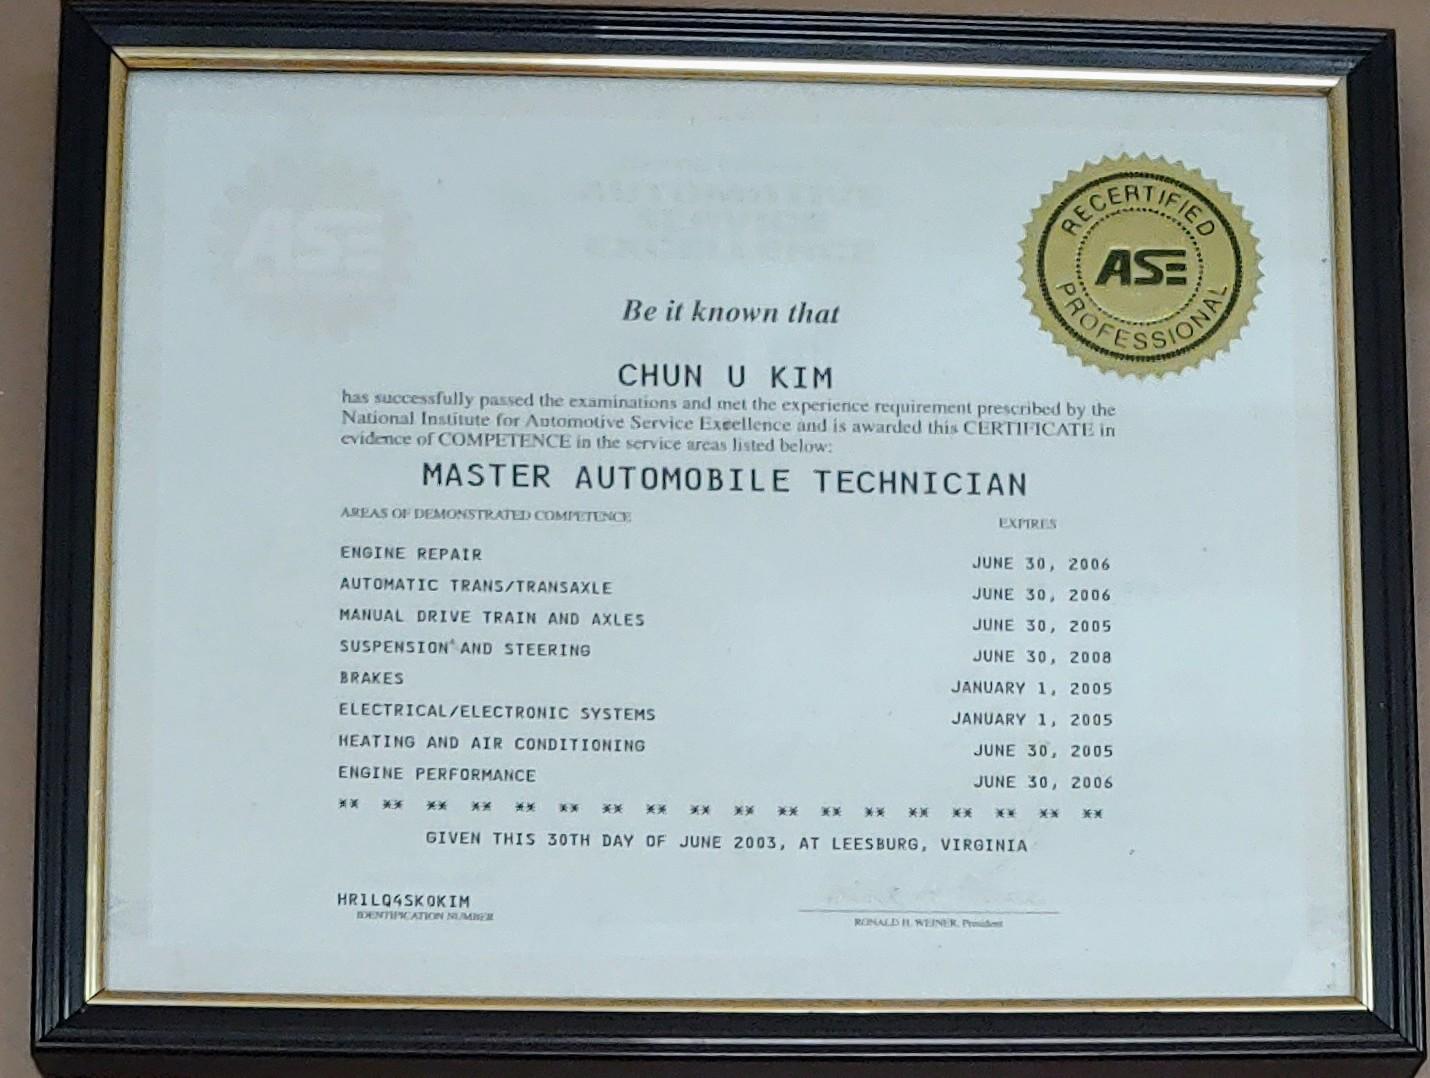 RECERTIFIED
ASE
PROFESSIONAL
ASE
Be it known that
CHUN U KIM
has successfully passed the examinations and met the experience requirement prescribed by the
National Institute for Automotive Service Excellence and is awarded this CERTIFICATE in
evidence of COMPETENCE in the service areas listed below:
MASTER AUTOMOBILE TECHNICIAN
AREAS OF DEMONSTRATED COMPETENCE EXPIRES
ENGINE REPAIR JUNE 30, 2006
AUTOMATIC TRANS/TRANSAXLE JUNE 30, 2006
MANUAL DRIVE TRAIN AND AXLES JUNE 30, 2005
SUSPENSION AND STEERING JUNE 30, 2008
BRAKES JANUARY 1, 2005
ELECTRICAL/ELECTRONIC SYSTEMS JANUARY 1, 2005
HEATING AND AIR CONDITIONING JUNE 30, 2005
ENGINE PERFORMANCE JUNE 30, 2006
** ** ** ** ** ** ** ** ** ** ** ** ** ** ** ** ** **
GIVEN THIS 30TH DAY OF JUNE 2003, AT LEESBURG, VIRGINIA
HR1LQ4SK0KIM
IDENTIFICATION NUMBER
RONALD H. WEINER, President